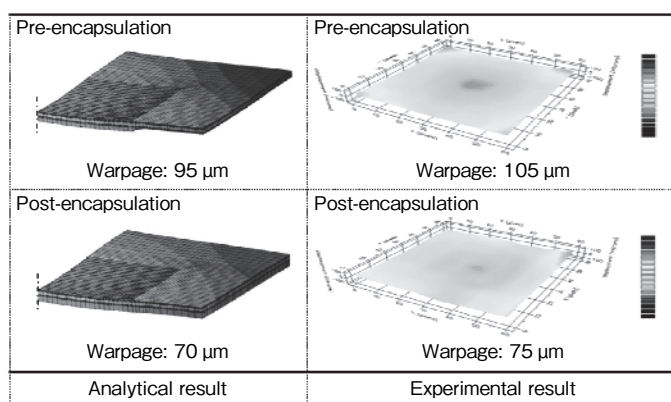 Pre-encapsulation
Warpage: 95 µm
Pre-encapsulation
Warpage: 105 µm
Post-encapsulation
Warpage: 70 µm
Post-encapsulation
Warpage: 75 µm
Analytical result
Experimental result